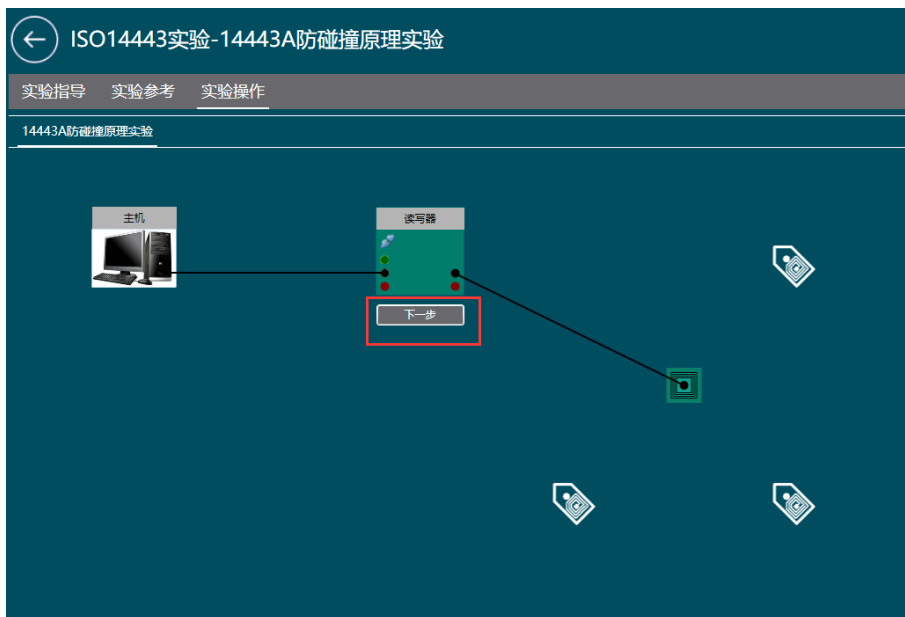 ISO14443实验-14443A防碰撞原理实验
实验指导 实验参考 实验操作
14443A防碰撞原理实验
主机
读写器
下一步